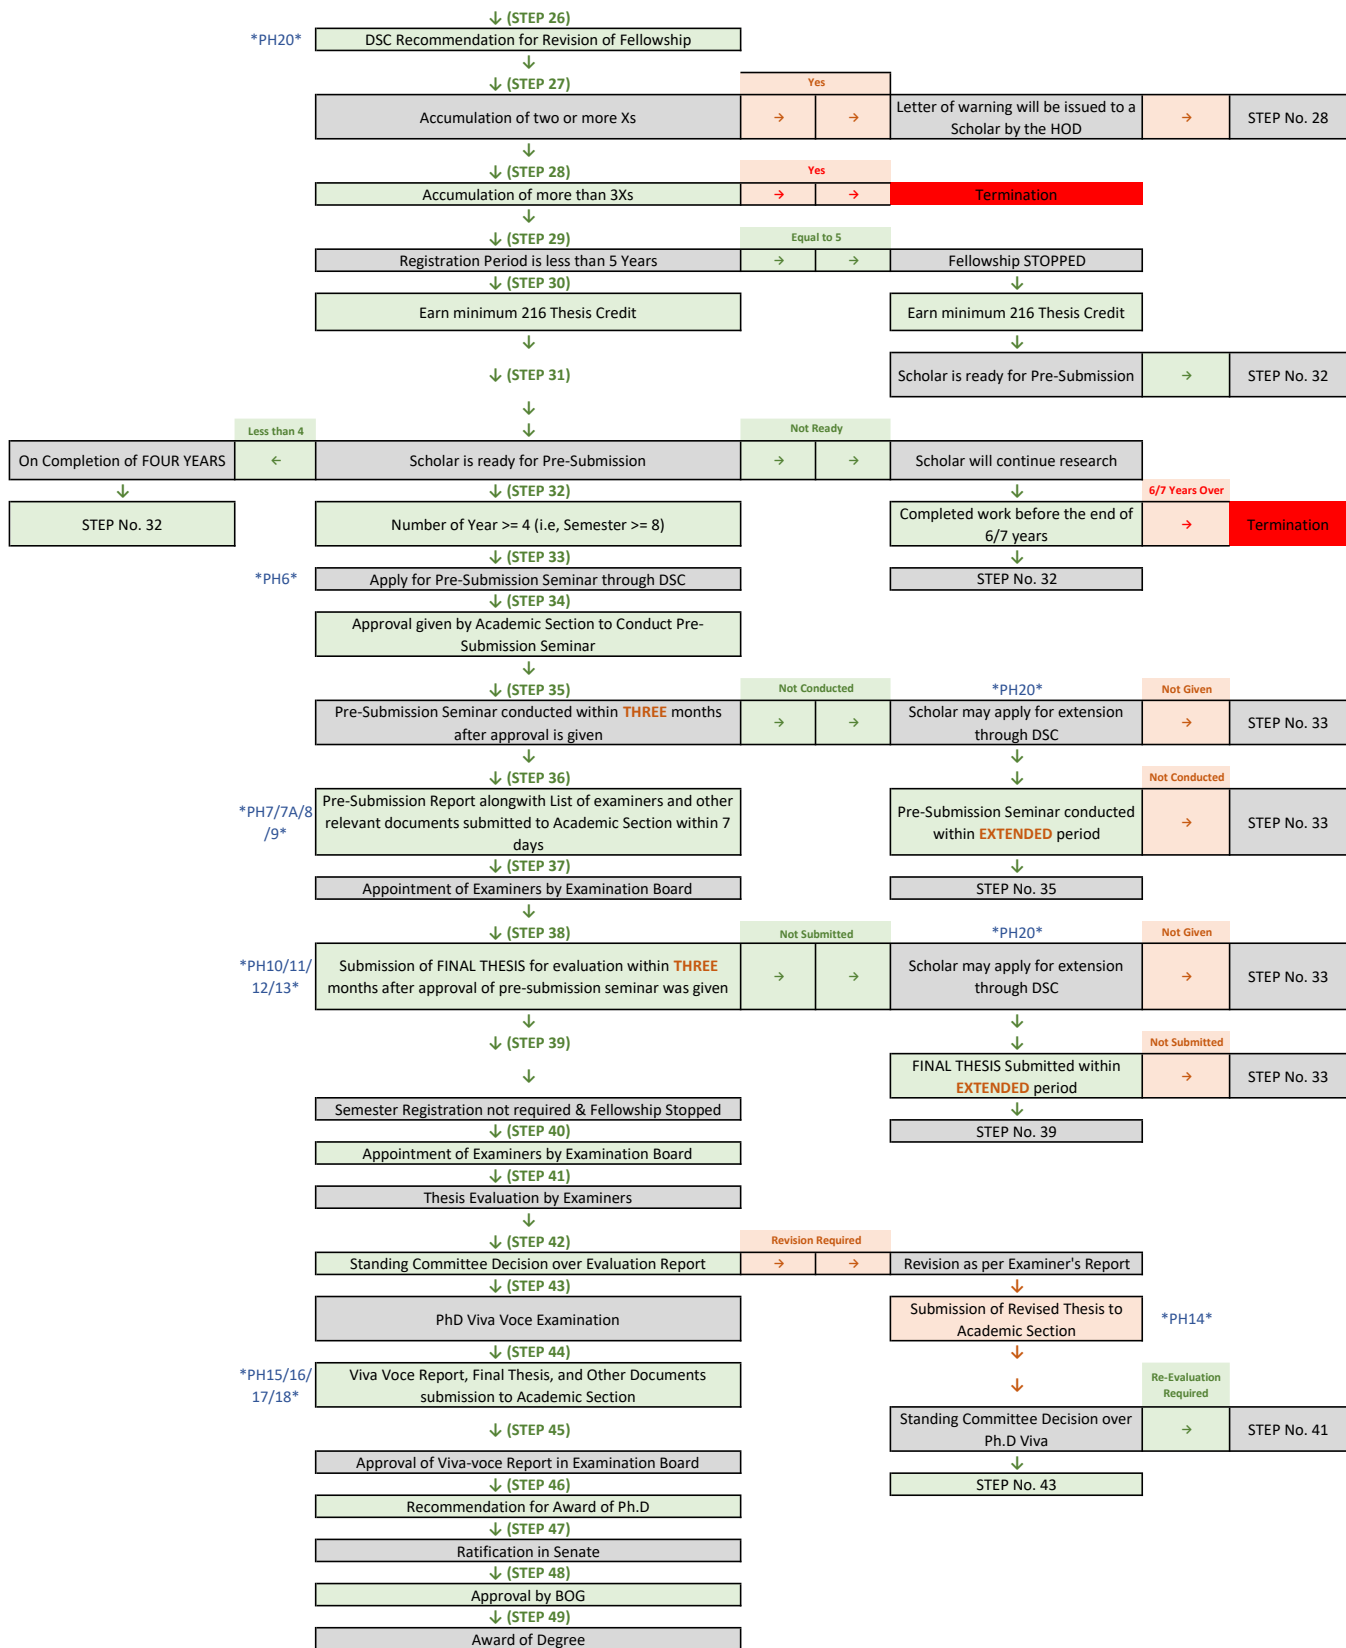 ↓ (STEP 26)
*PH20*
DSC Recommendation for Revision of Fellowship
↓
↓ (STEP 27)
Yes
Accumulation of two or more Xs
→ →
Letter of warning will be issued to a
Scholar by the HOD
→
STEP No. 28
↓
↓ (STEP 28)
Yes
Accumulation of more than 3Xs
→ →
Termination
↓
↓ (STEP 29)
Equal to 5
Registration Period is less than 5 Years
→ →
Fellowship STOPPED
↓ (STEP 30)
↓
Earn minimum 216 Thesis Credit
Earn minimum 216 Thesis Credit
↓
↓
↓ (STEP 31)
Scholar is ready for Pre-Submission
→
STEP No. 32
↓
↓
Less than 4
Not Ready
On Completion of FOUR YEARS
←
Scholar is ready for Pre-Submission
→ →
Scholar will continue research
↓
↓ (STEP 32)
↓
6/7 Years Over
STEP No. 32
Number of Year >= 4 (i.e, Semester >= 8)
Completed work before the end of
6/7 years
→
Termination
↓ (STEP 33)
↓
*PH6*
Apply for Pre-Submission Seminar through DSC
STEP No. 32
↓ (STEP 34)
Approval given by Academic Section to Conduct Pre-
Submission Seminar
↓
↓ (STEP 35)
Not Conducted
*PH20*
Not Given
Pre-Submission Seminar conducted within THREE months
after approval is given
→ →
Scholar may apply for extension
through DSC
→
STEP No. 33
↓
↓ (STEP 36)
↓
Not Conducted
*PH7/7A/8
/9*
Pre-Submission Report alongwith List of examiners and other
relevant documents submitted to Academic Section within 7
days
Pre-Submission Seminar conducted
within EXTENDED period
→
STEP No. 33
↓ (STEP 37)
↓
Appointment of Examiners by Examination Board
STEP No. 35
↓
↓ (STEP 38)
Not Submitted
*PH20*
Not Given
*PH10/11/
12/13*
Submission of FINAL THESIS for evaluation within THREE
months after approval of pre-submission seminar was given
→ →
Scholar may apply for extension
through DSC
→
STEP No. 33
↓
↓
↓ (STEP 39)
↓
Not Submitted
↓
FINAL THESIS Submitted within
EXTENDED period
→
STEP No. 33
Semester Registration not required & Fellowship Stopped
↓
↓ (STEP 40)
STEP No. 39
Appointment of Examiners by Examination Board
↓ (STEP 41)
Thesis Evaluation by Examiners
↓
↓ (STEP 42)
Revision Required
Standing Committee Decision over Evaluation Report
→ →
Revision as per Examiner's Report
↓ (STEP 43)
↓
PhD Viva Voce Examination
Submission of Revised Thesis to
Academic Section
*PH14*
↓ (STEP 44)
↓
*PH15/16/
17/18*
Viva Voce Report, Final Thesis, and Other Documents
submission to Academic Section
↓
Re-Evaluation
Required
↓ (STEP 45)
Standing Committee Decision over
Ph.D Viva
→
STEP No. 41
Approval of Viva-voce Report in Examination Board
↓
↓ (STEP 46)
STEP No. 43
Recommendation for Award of Ph.D
↓ (STEP 47)
Ratification in Senate
↓ (STEP 48)
Approval by BOG
↓ (STEP 49)
Award of Degree